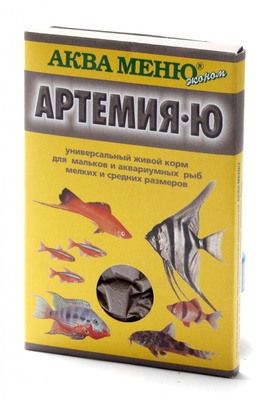 АКВА МЕНЮ®
эконом
АРТЕМИЯ·Ю
универсальный живой корм
для мальков и аквариумных рыб
мелких и средних размеров